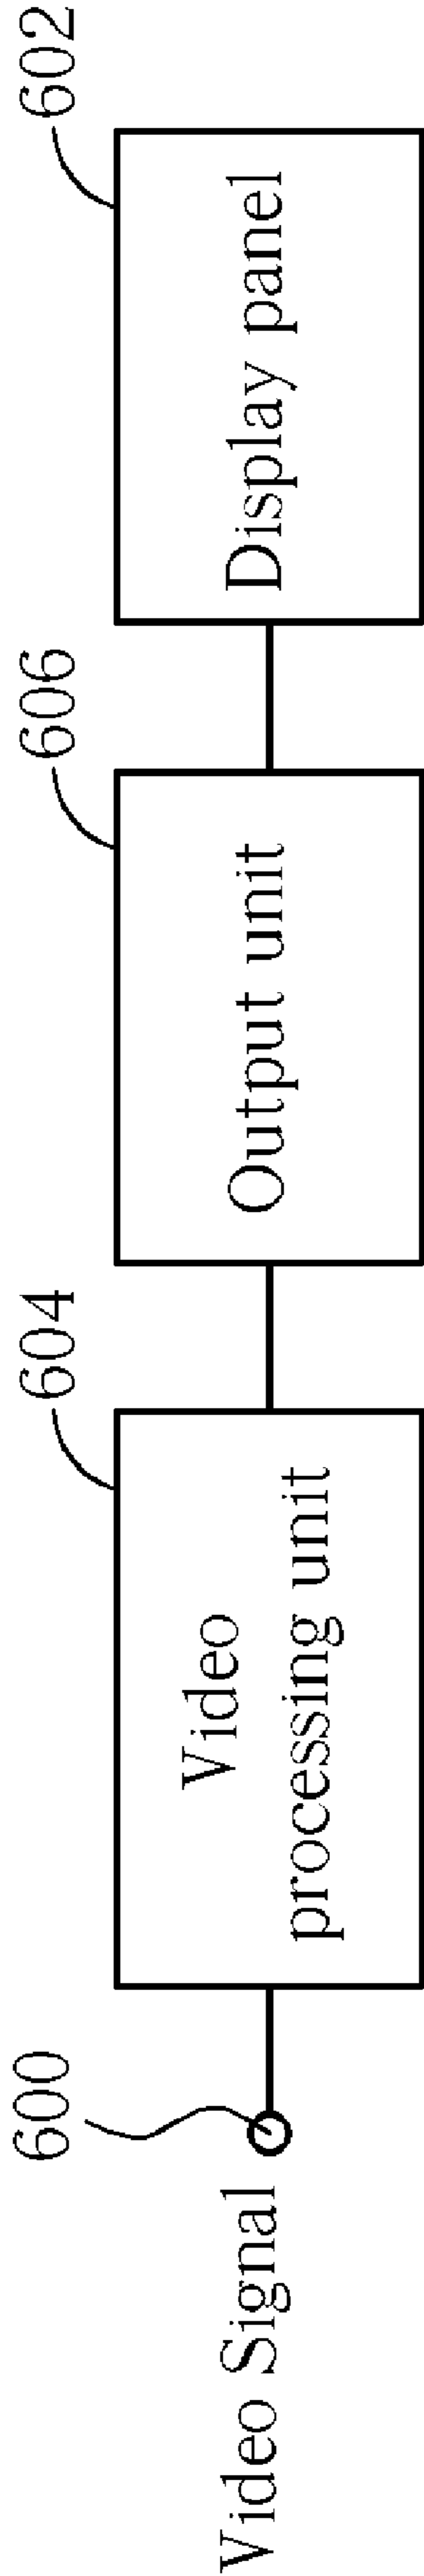 600
604
606
602
Video Signal
Video
processing unit
Output unit
Display panel